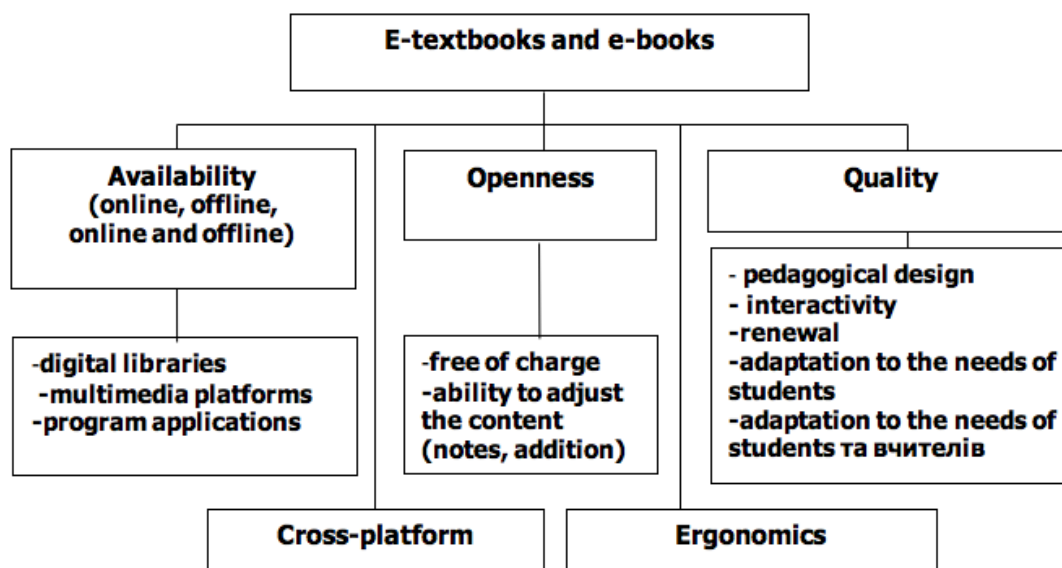 E-textbooks and e-books
Availability
(online, offline,
online and offline)
-digital libraries
-multimedia platforms
-program applications
Openness
-free of charge
-ability to adjust
the content
(notes, addition)
Quality
- pedagogical design
- interactivity
-renewal
-adaptation to the needs of
students
-adaptation to the needs of
students та вчителів
Cross-platform
Ergonomics